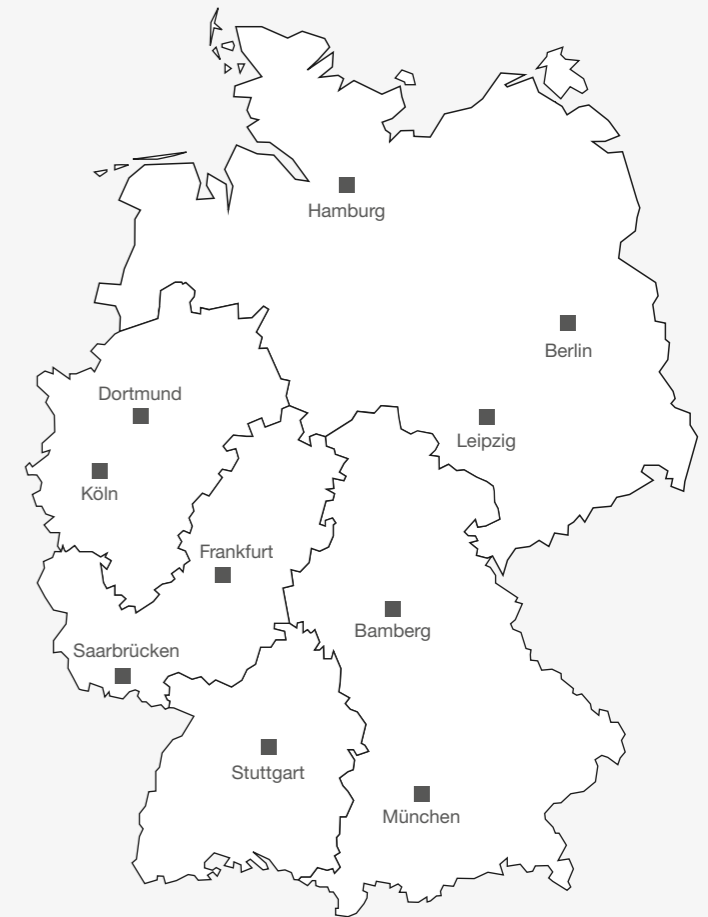 Hamburg
Berlin
Dortmund
Leipzig
Köln
Frankfurt
Bamberg
Saarbrücken
Stuttgart
München